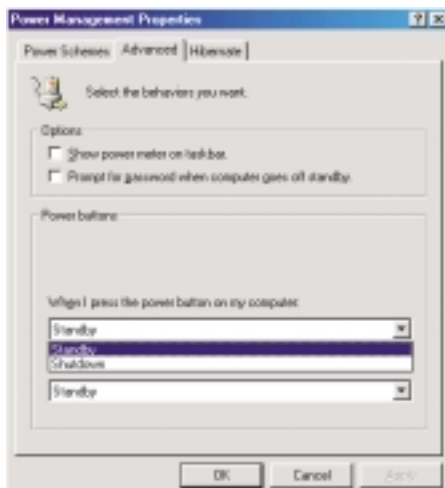 Power Management Properties
Power Schemes Advanced Hibernate
Select the behaviors you want.
Options
Show power meter on taskbar.
Prompt for password when computer goes off standby.
Power buttons
When I press the power button on my computer:
Standby
Standby
Shutdown
Standby
OK Cancel Apply